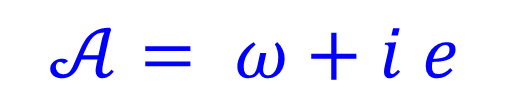 𝒜 = ω + i e